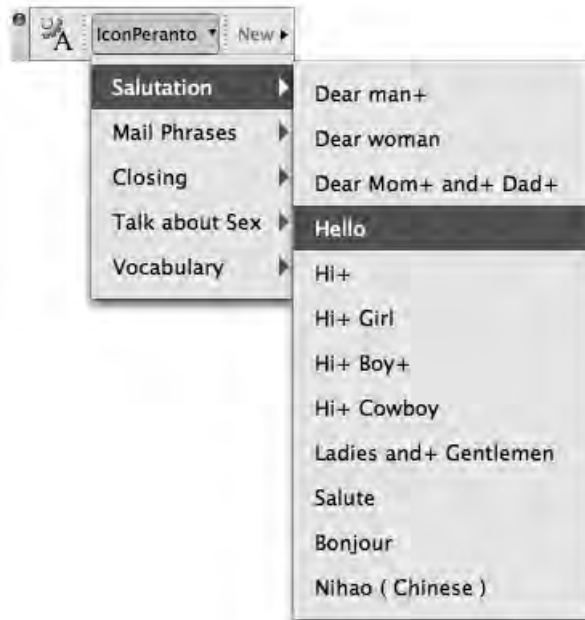 A
IconPeranto New
Salutation
Mail Phrases
Closing
Talk about Sex
Vocabulary
Dear man+
Dear woman
Dear Mom+ and+ Dad+
Hello
Hi+
Hi+ Girl
Hi+ Boy+
Hi+ Cowboy
Ladies and+ Gentlemen
Salute
Bonjour
Nihao ( Chinese )